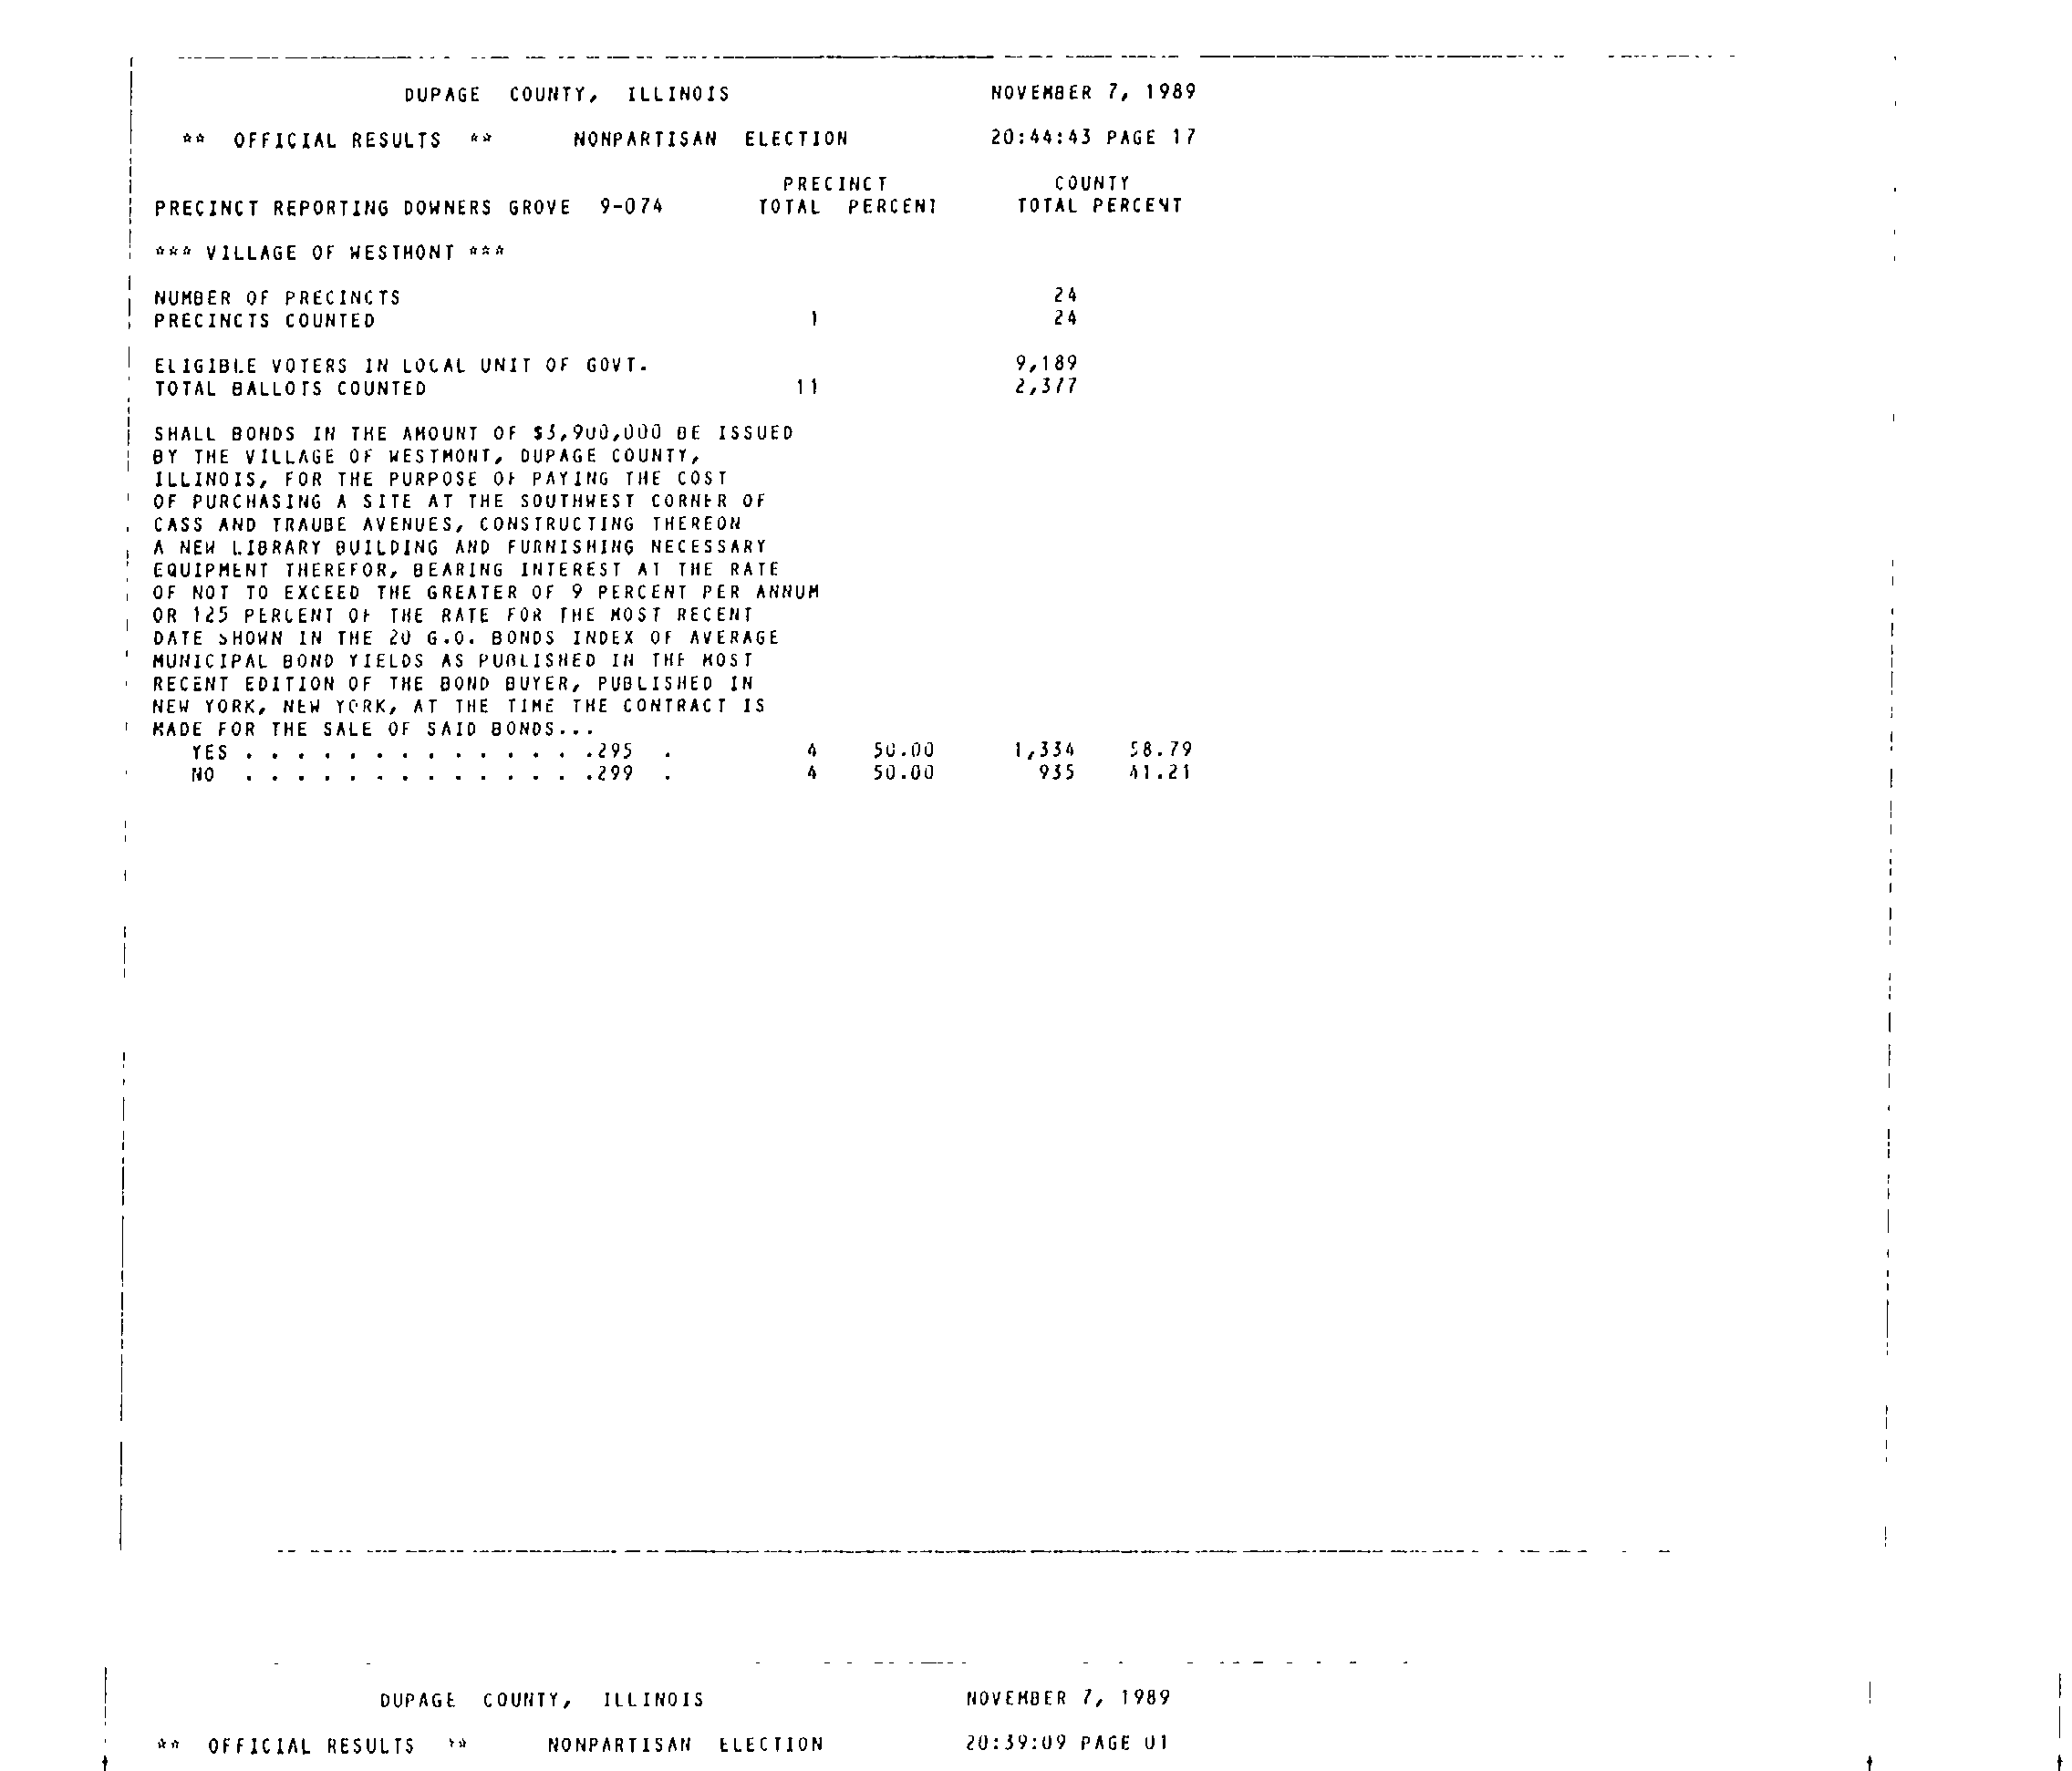 DUPAGE COUNTY, ILLINOIS NOVEMBER 7, 1989
** OFFICIAL RESULTS ** NONPARTISAN ELECTION 20:44:43 PAGE 17
PRECINCT COUNTY
PRECINCT REPORTING DOWNERS GROVE 9-074 TOTAL PERCENT TOTAL PERCENT
*** VILLAGE OF WESTMONT ***
NUMBER OF PRECINCTS 24
PRECINCTS COUNTED 1 24
ELIGIBLE VOTERS IN LOCAL UNIT OF GOVT. 9,189
TOTAL BALLOTS COUNTED 11 2,377
SHALL BONDS IN THE AMOUNT OF $3,900,000 BE ISSUED
BY THE VILLAGE OF WESTMONT, DUPAGE COUNTY,
ILLINOIS, FOR THE PURPOSE OF PAYING THE COST
OF PURCHASING A SITE AT THE SOUTHWEST CORNER OF
CASS AND TRAUBE AVENUES, CONSTRUCTING THEREON
A NEW LIBRARY BUILDING AND FURNISHING NECESSARY
EQUIPMENT THEREFOR, BEARING INTEREST AT THE RATE
OF NOT TO EXCEED THE GREATER OF 9 PERCENT PER ANNUM
OR 125 PERCENT OF THE RATE FOR THE MOST RECENT
DATE SHOWN IN THE 20 G.O. BONDS INDEX OF AVERAGE
MUNICIPAL BOND YIELDS AS PUBLISHED IN THE MOST
RECENT EDITION OF THE BOND BUYER, PUBLISHED IN
NEW YORK, NEW YORK, AT THE TIME THE CONTRACT IS
MADE FOR THE SALE OF SAID BONDS...
YES . . . . . . . . . . . . . .295 . 4 50.00 1,334 58.79
NO . . . . . . . . . . . . . .299 . 4 50.00 935 41.21
DUPAGE COUNTY, ILLINOIS NOVEMBER 7, 1989
** OFFICIAL RESULTS ** NONPARTISAN ELECTION 20:39:09 PAGE 01